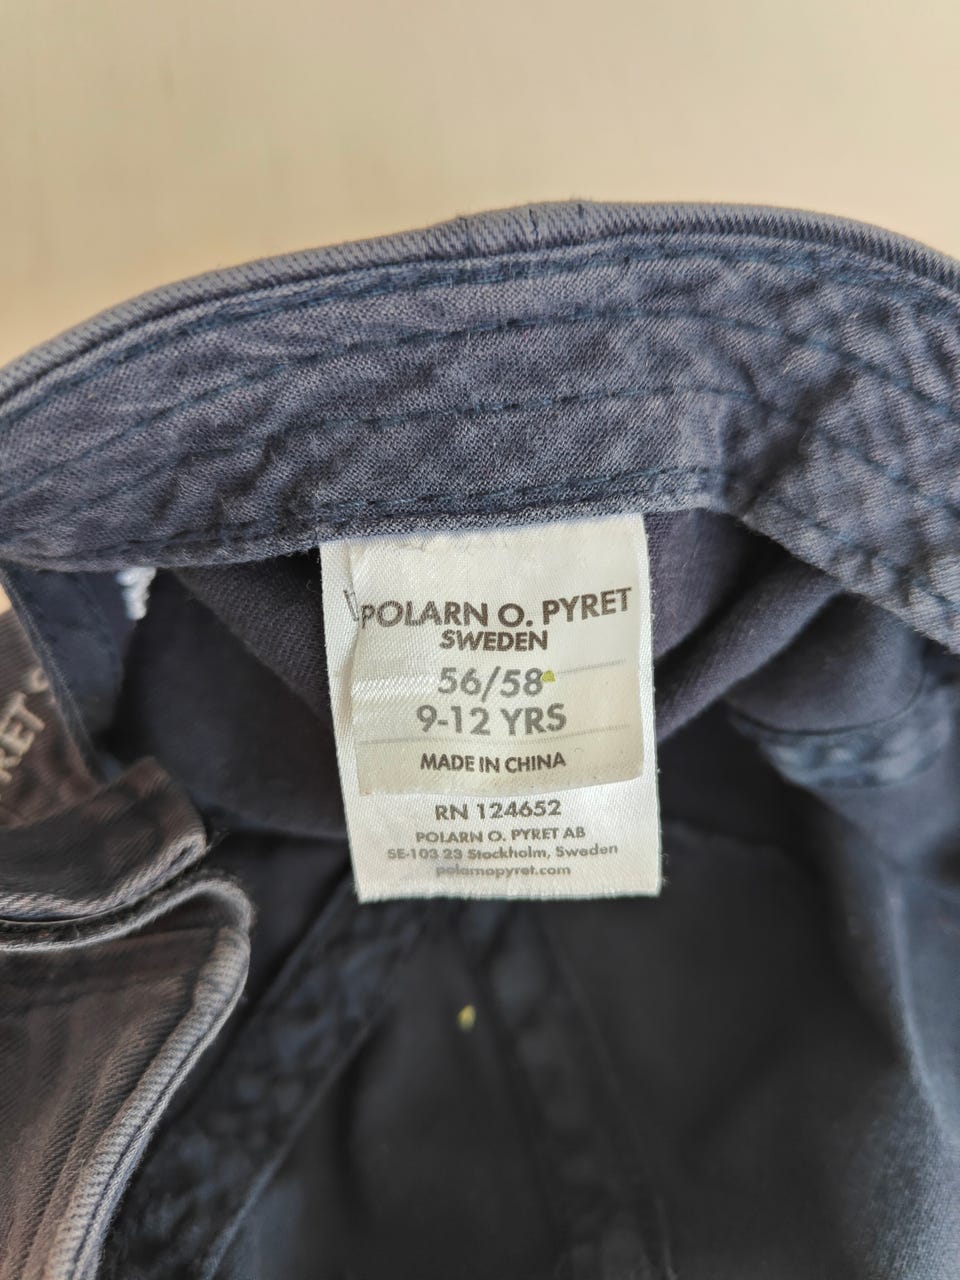 POLARN O. PYRET
SWEDEN
56/58
9-12 YRS
MADE IN CHINA
RN 124652
POLARN O. PYRET AB
SE-103 23 Stockholm, Sweden
polarnopyret.com
RET